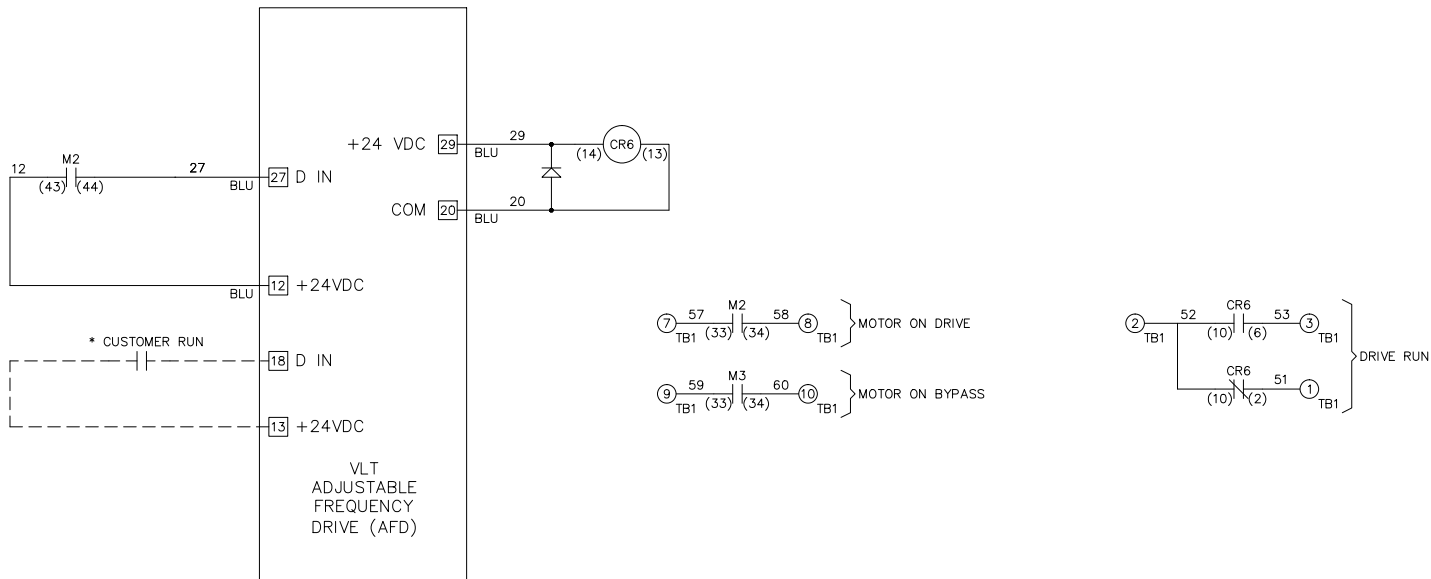 +24 VDC 29 29 BLU (14) CR6 (13)
12 M2 (43) (44) 27 BLU 27 D IN
COM 20 20 BLU
BLU 12 +24VDC
* CUSTOMER RUN 18 D IN
13 +24VDC
VLT
ADJUSTABLE
FREQUENCY
DRIVE (AFD)
7 TB1 57 M2 (33) (34) 58 8 TB1 MOTOR ON DRIVE
9 TB1 59 M3 (33) (34) 60 10 TB1 MOTOR ON BYPASS
2 TB1 52 CR6 (10) (6) 53 3 TB1
DRIVE RUN
CR6 (10) (2) 51 1 TB1